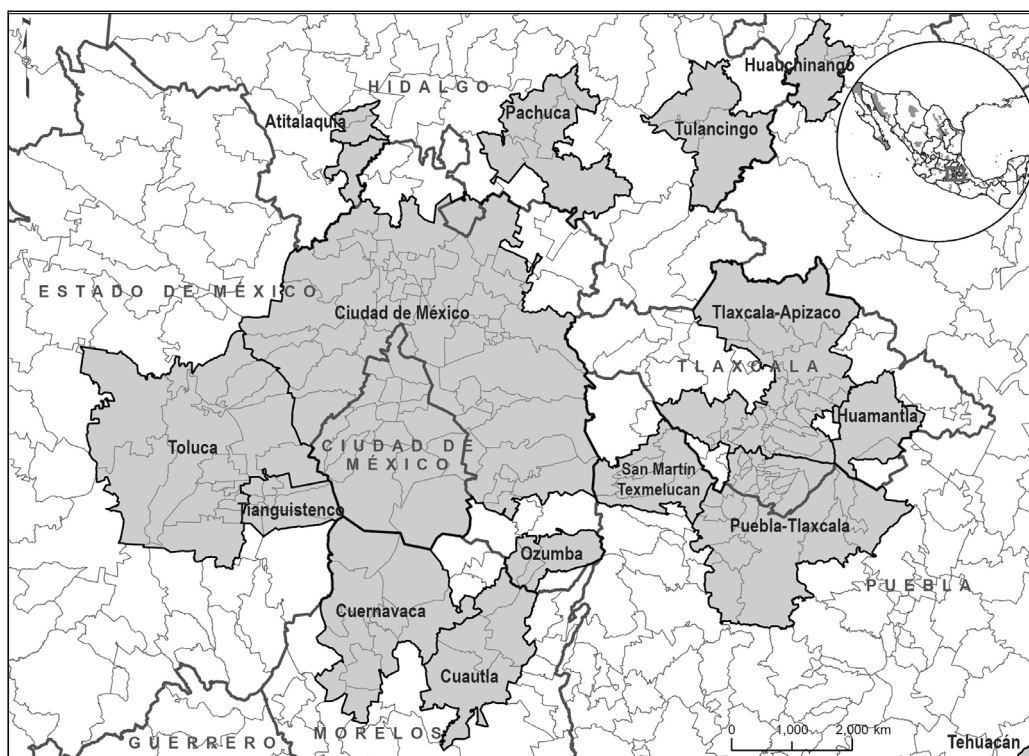 Huauchinango
HIDALGO
Pachuca
Atitalaquia
Tulancingo
ESTADO DE MÉXICO
Ciudad de México
Tlaxcala-Apizaco
TLAXCALA
Huamantla
Toluca
CIUDAD DE
MÉXICO
San Martín
Texmelucan
Tianguistenco
Puebla-Tlaxcala
Ozumba
PUEBLA
Cuernavaca
Cuautla
MORELOS
GUERRERO
0 1,000 2,000 km
Tehuacán